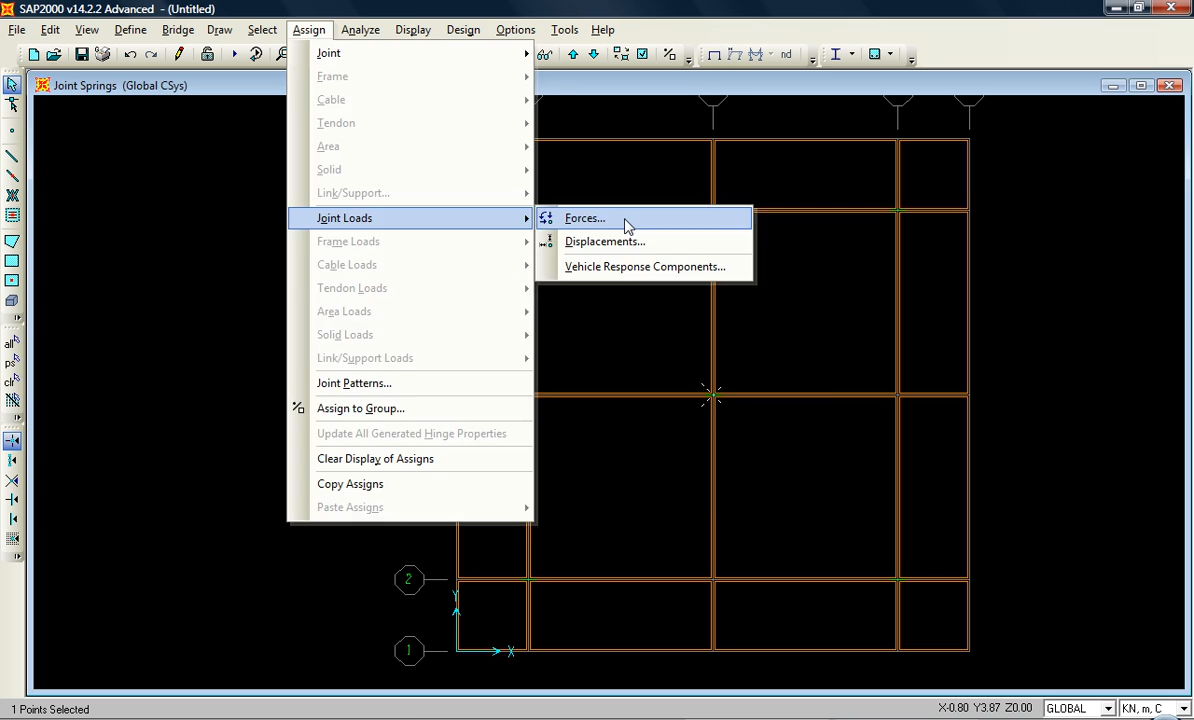 SAP2000 v14.2.2 Advanced - (Untitled)
File Edit View Define Bridge Draw Select Assign Analyze Display Design Options Tools Help
nd
Joint Springs (Global CSys)
Joint
Frame
Cable
Tendon
Area
Solid
Link/Support...
Joint Loads
Frame Loads
Cable Loads
Tendon Loads
Area Loads
Solid Loads
Link/Support Loads
Joint Patterns...
Assign to Group...
Update All Generated Hinge Properties
Clear Display of Assigns
Copy Assigns
Paste Assigns
Forces...
Displacements...
Vehicle Response Components...
all
ps
clr
2
Y
1
X
1 Points Selected
X-0.80 Y3.87 Z0.00
GLOBAL
KN, m, C